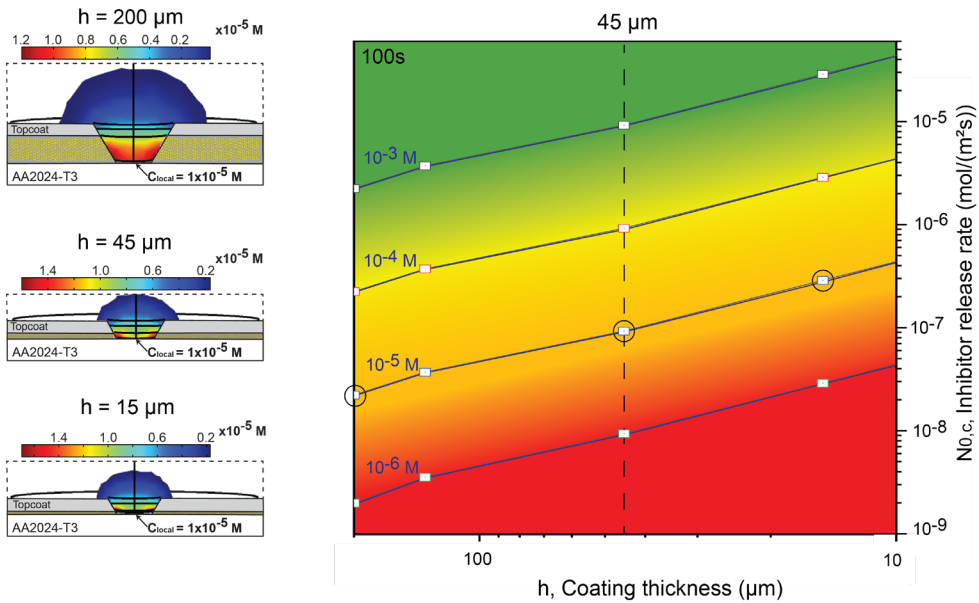 h = 200 µm
x10⁻⁵ M
1.2 1.0 0.8 0.6 0.4 0.2
Topcoat
AA2024-T3
C_local = 1x10⁻⁵ M
h = 45 µm
x10⁻⁵ M
1.4 1.0 0.6 0.2
Topcoat
AA2024-T3
C_local = 1x10⁻⁵ M
h = 15 µm
x10⁻⁵ M
1.4 1.0 0.6 0.2
Topcoat
AA2024-T3
C_local = 1x10⁻⁵ M
45 µm
100s
10⁻³ M
10⁻⁴ M
10⁻⁵ M
10⁻⁶ M
10⁻⁵
10⁻⁶
10⁻⁷
10⁻⁸
10⁻⁹
N₀.c, Inhibitor release rate (mol/(m²s)
100 10
h, Coating thickness (µm)